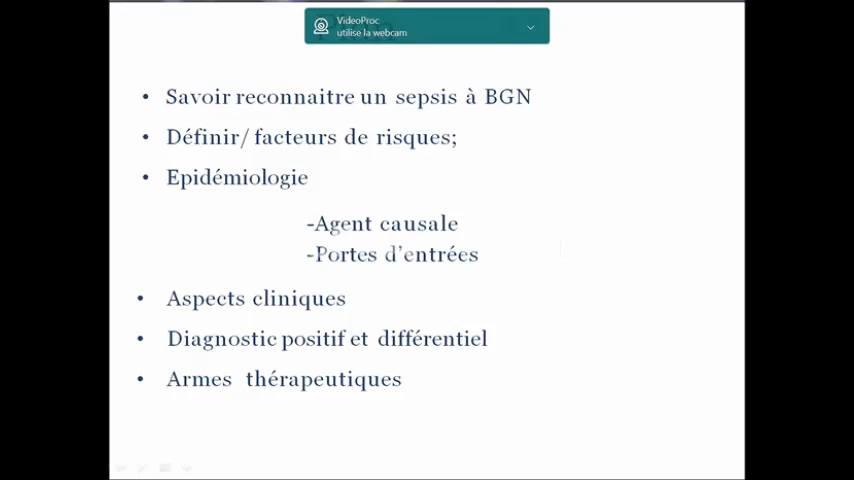 VideoProc
utilise la webcam
• Savoir reconnaitre un sepsis à BGN
• Définir/ facteurs de risques;
• Epidémiologie
-Agent causale
-Portes d'entrées
• Aspects cliniques
• Diagnostic positif et différentiel
• Armes thérapeutiques